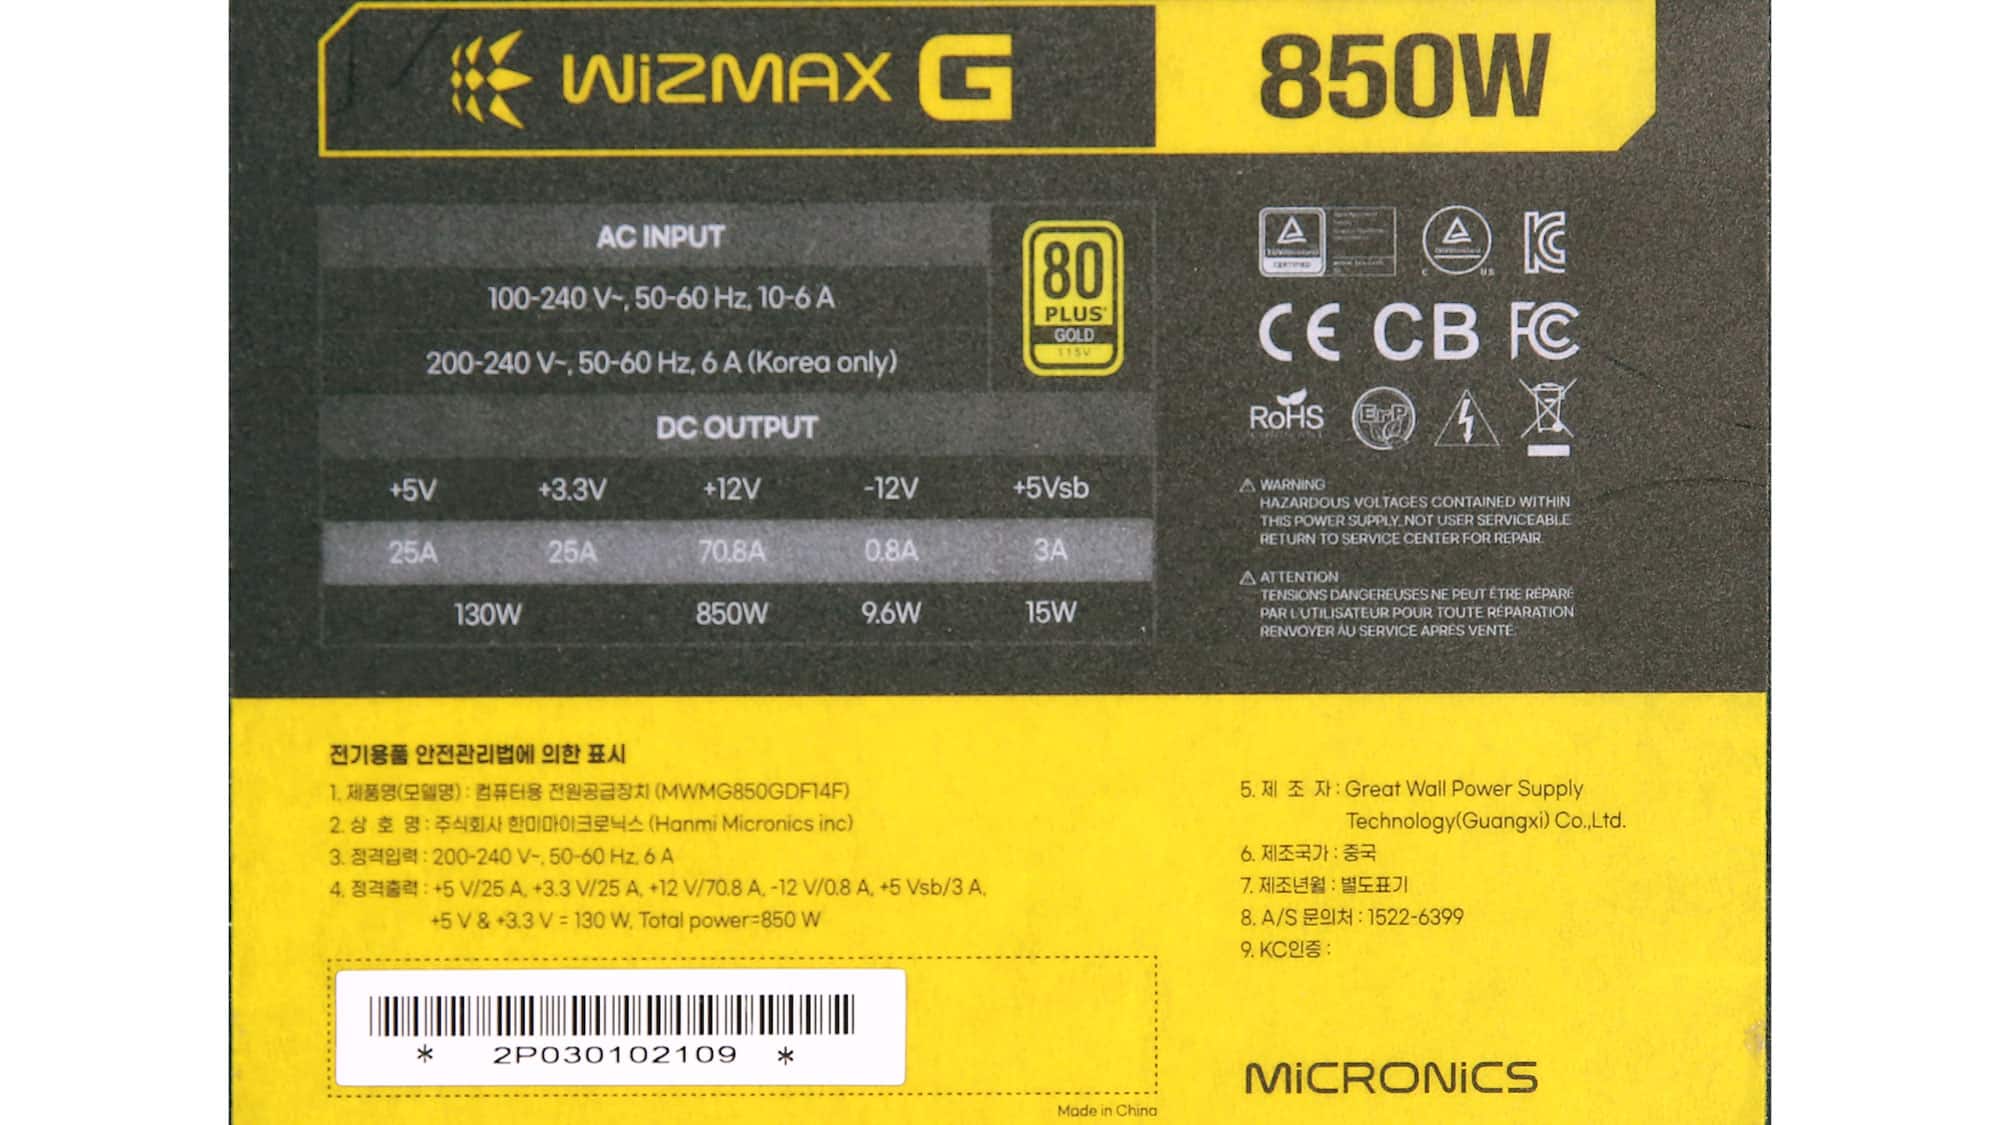 WiZMAX G 850W
AC INPUT
100-240 V~, 50-60 Hz, 10-6 A
200-240 V~, 50-60 Hz, 6 A (Korea only)
80
PLUS
GOLD
115V
DC OUTPUT
+5V +3.3V +12V -12V +5Vsb
25A 25A 70.8A 0.8A 3A
130W 850W 9.6W 15W
CERTIFIED
C US
CE CB FC
RoHS ErP
WARNING
HAZARDOUS VOLTAGES CONTAINED WITHIN
THIS POWER SUPPLY, NOT USER SERVICEABLE
RETURN TO SERVICE CENTER FOR REPAIR.
ATTENTION
TENSIONS DANGEREUSES NE PEUT ÊTRE RÉPARÉ
PAR L'UTILISATEUR POUR TOUTE RÉPARATION
RENVOYER AU SERVICE APRÈS VENTE.
전기용품 안전관리법에 의한 표시
1. 제품명(모델명) : 컴퓨터용 전원공급장치 (MWMG850GDF14F)
2. 상 호 명 : 주식회사 한미마이크로닉스 (Hanmi Micronics inc)
3. 정격입력 : 200-240 V~, 50-60 Hz, 6 A
4. 정격출력 : +5 V/25 A, +3.3 V/25 A, +12 V/70.8 A, -12 V/0.8 A, +5 Vsb/3 A,
+5 V & +3.3 V = 130 W, Total power=850 W
5. 제 조 자 : Great Wall Power Supply
Technology(Guangxi) Co.,Ltd.
6. 제조국가 : 중국
7. 제조년월 : 별도표기
8. A/S 문의처 : 1522-6399
9. KC인증 :
* 2P030102109 *
Made in China
MiCRONiCS